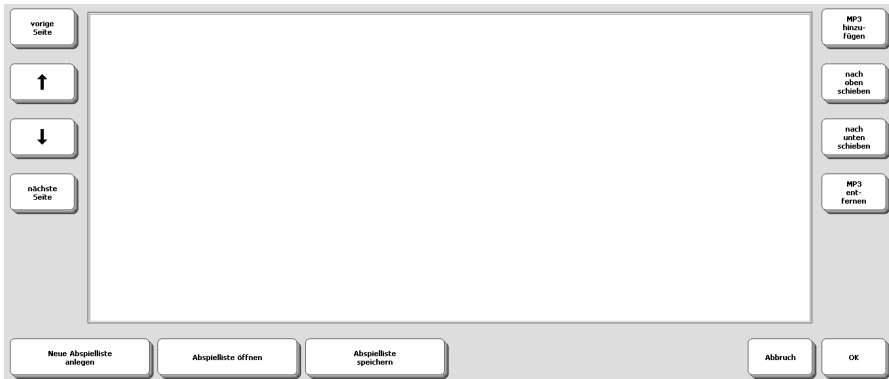 vorige
Seite
↑
↓
nächste
Seite
MP3
hinzu-
fügen
nach
oben
schieben
nach
unten
schieben
MP3
ent-
fernen
Neue Abspielliste
anlegen
Abspielliste öffnen
Abspielliste
speichern
Abbruch
OK